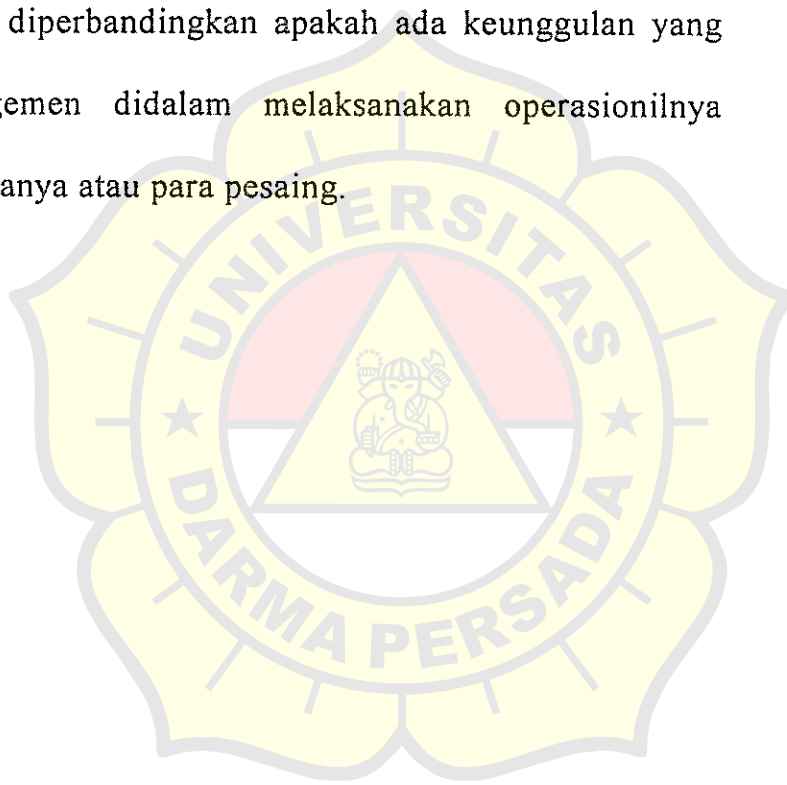 diperbandingkan apakah ada keunggulan yang
gemen didalam melaksanakan operasionilnya
anya atau para pesaing.
UNIVERSITAS
DARMA PERSADA